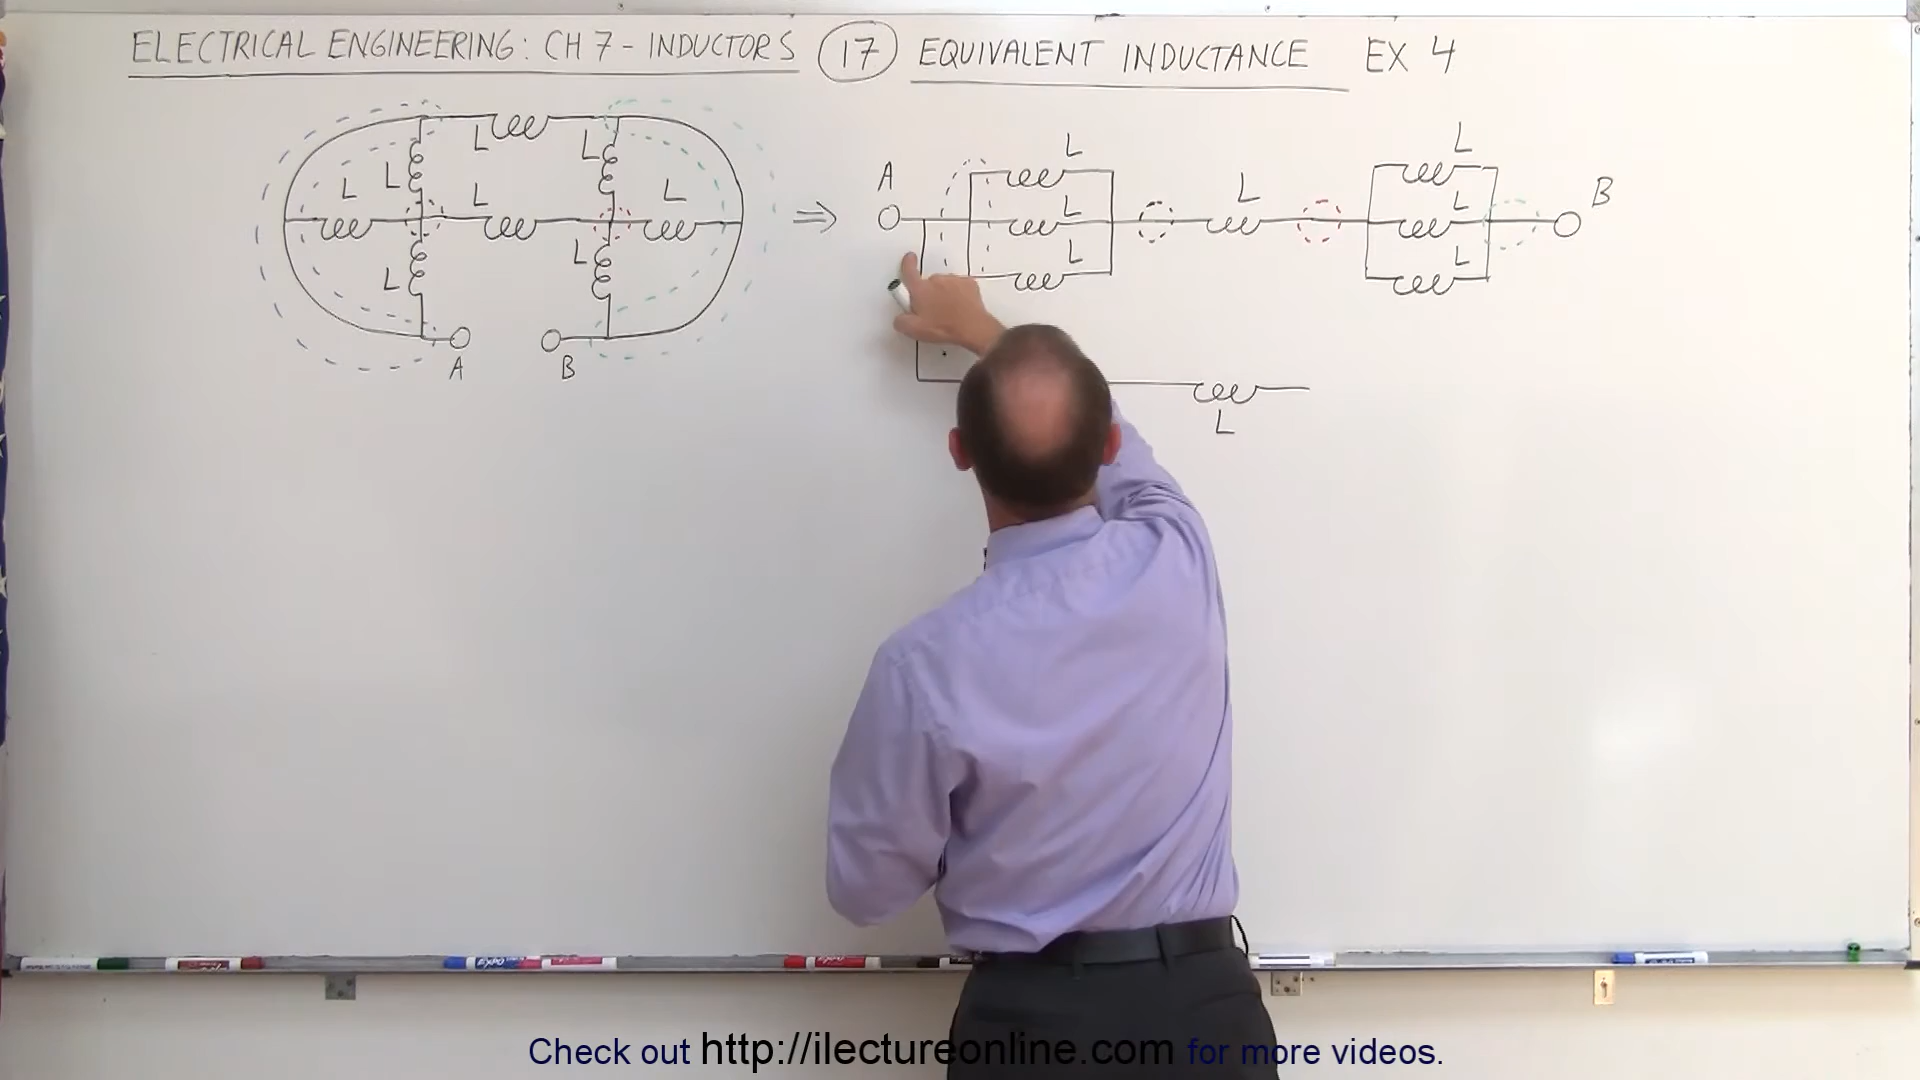 ELECTRICAL ENGINEERING: CH 7 - INDUCTORS 17 EQUIVALENT INDUCTANCE EX 4
L L L
L L L L
L L
A B
A L L L L L L L B
L
Check out http://ilectureonline.com for more videos.